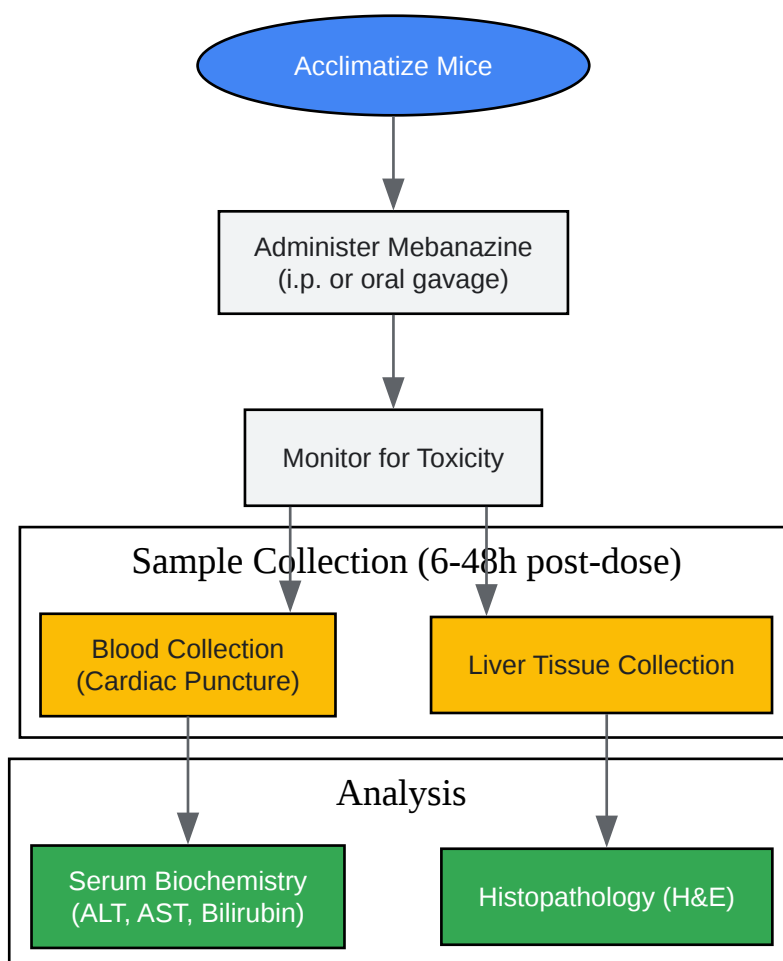 Acclimatize Mice
Administer Mebanazine
(i.p. or oral gavage)
Monitor for Toxicity
Sample Collection (6-48h post-dose)
Blood Collection
(Cardiac Puncture)
Liver Tissue Collection
Analysis
Serum Biochemistry
(ALT, AST, Bilirubin)
Histopathology (H&E)